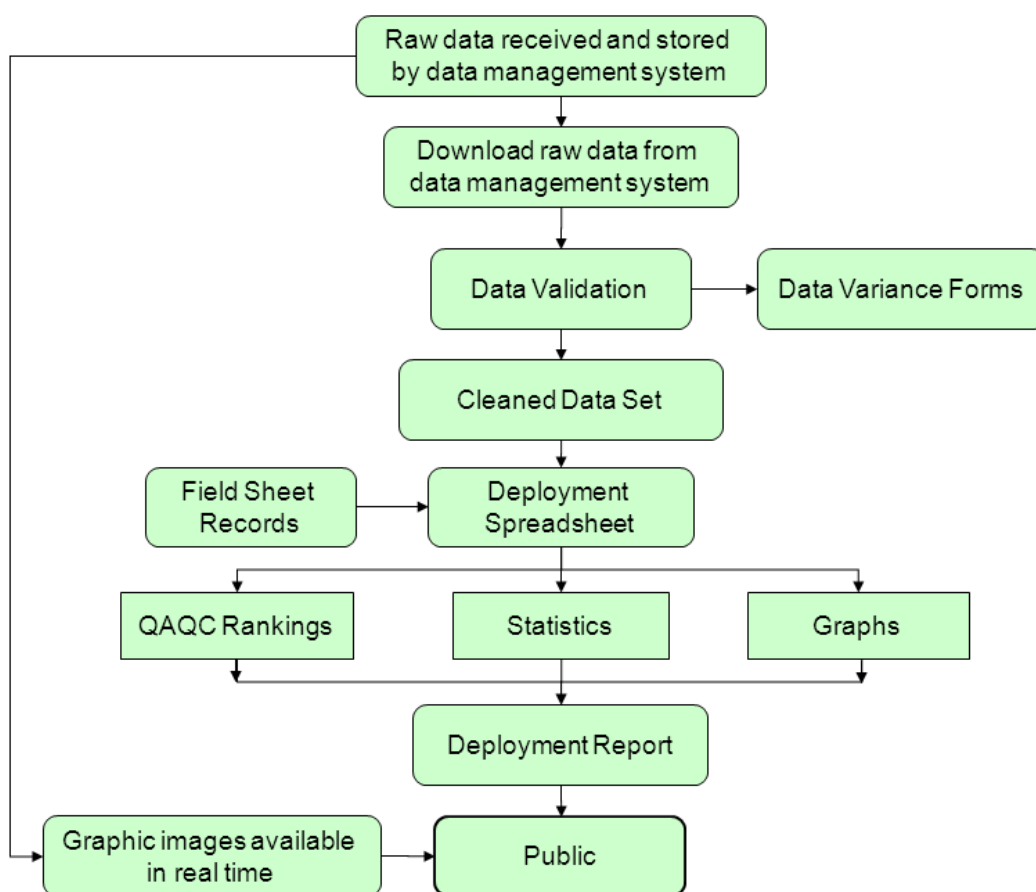 Raw data received and stored
by data management system
Download raw data from
data management system
Data Validation
Data Variance Forms
Cleaned Data Set
Field Sheet
Records
Deployment
Spreadsheet
QAQC Rankings
Statistics
Graphs
Deployment Report
Graphic images available
in real time
Public